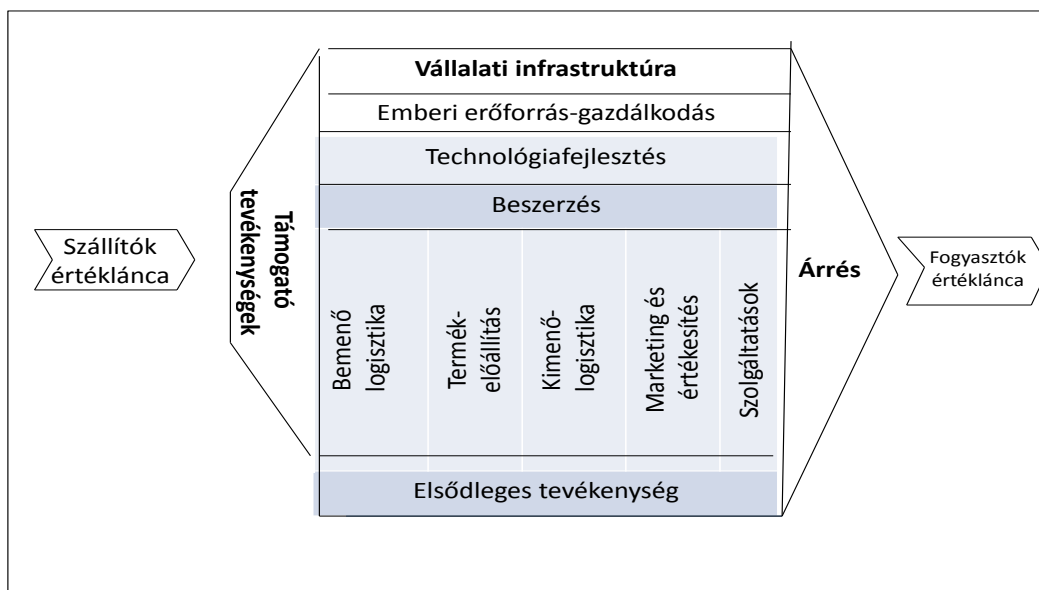 Vállalati infrastruktúra
Emberi erőforrás-gazdálkodás
Technológiafejlesztés
Beszerzés
Szállítók
értéklánca
Támogató
tevékenységek
Bemenő
logisztika
Termék-
előállítás
Kimenő-
logisztika
Marketing és
értékesítés
Szolgáltatások
Árrés
Fogyasztók
értéklánca
Elsődleges tevékenység